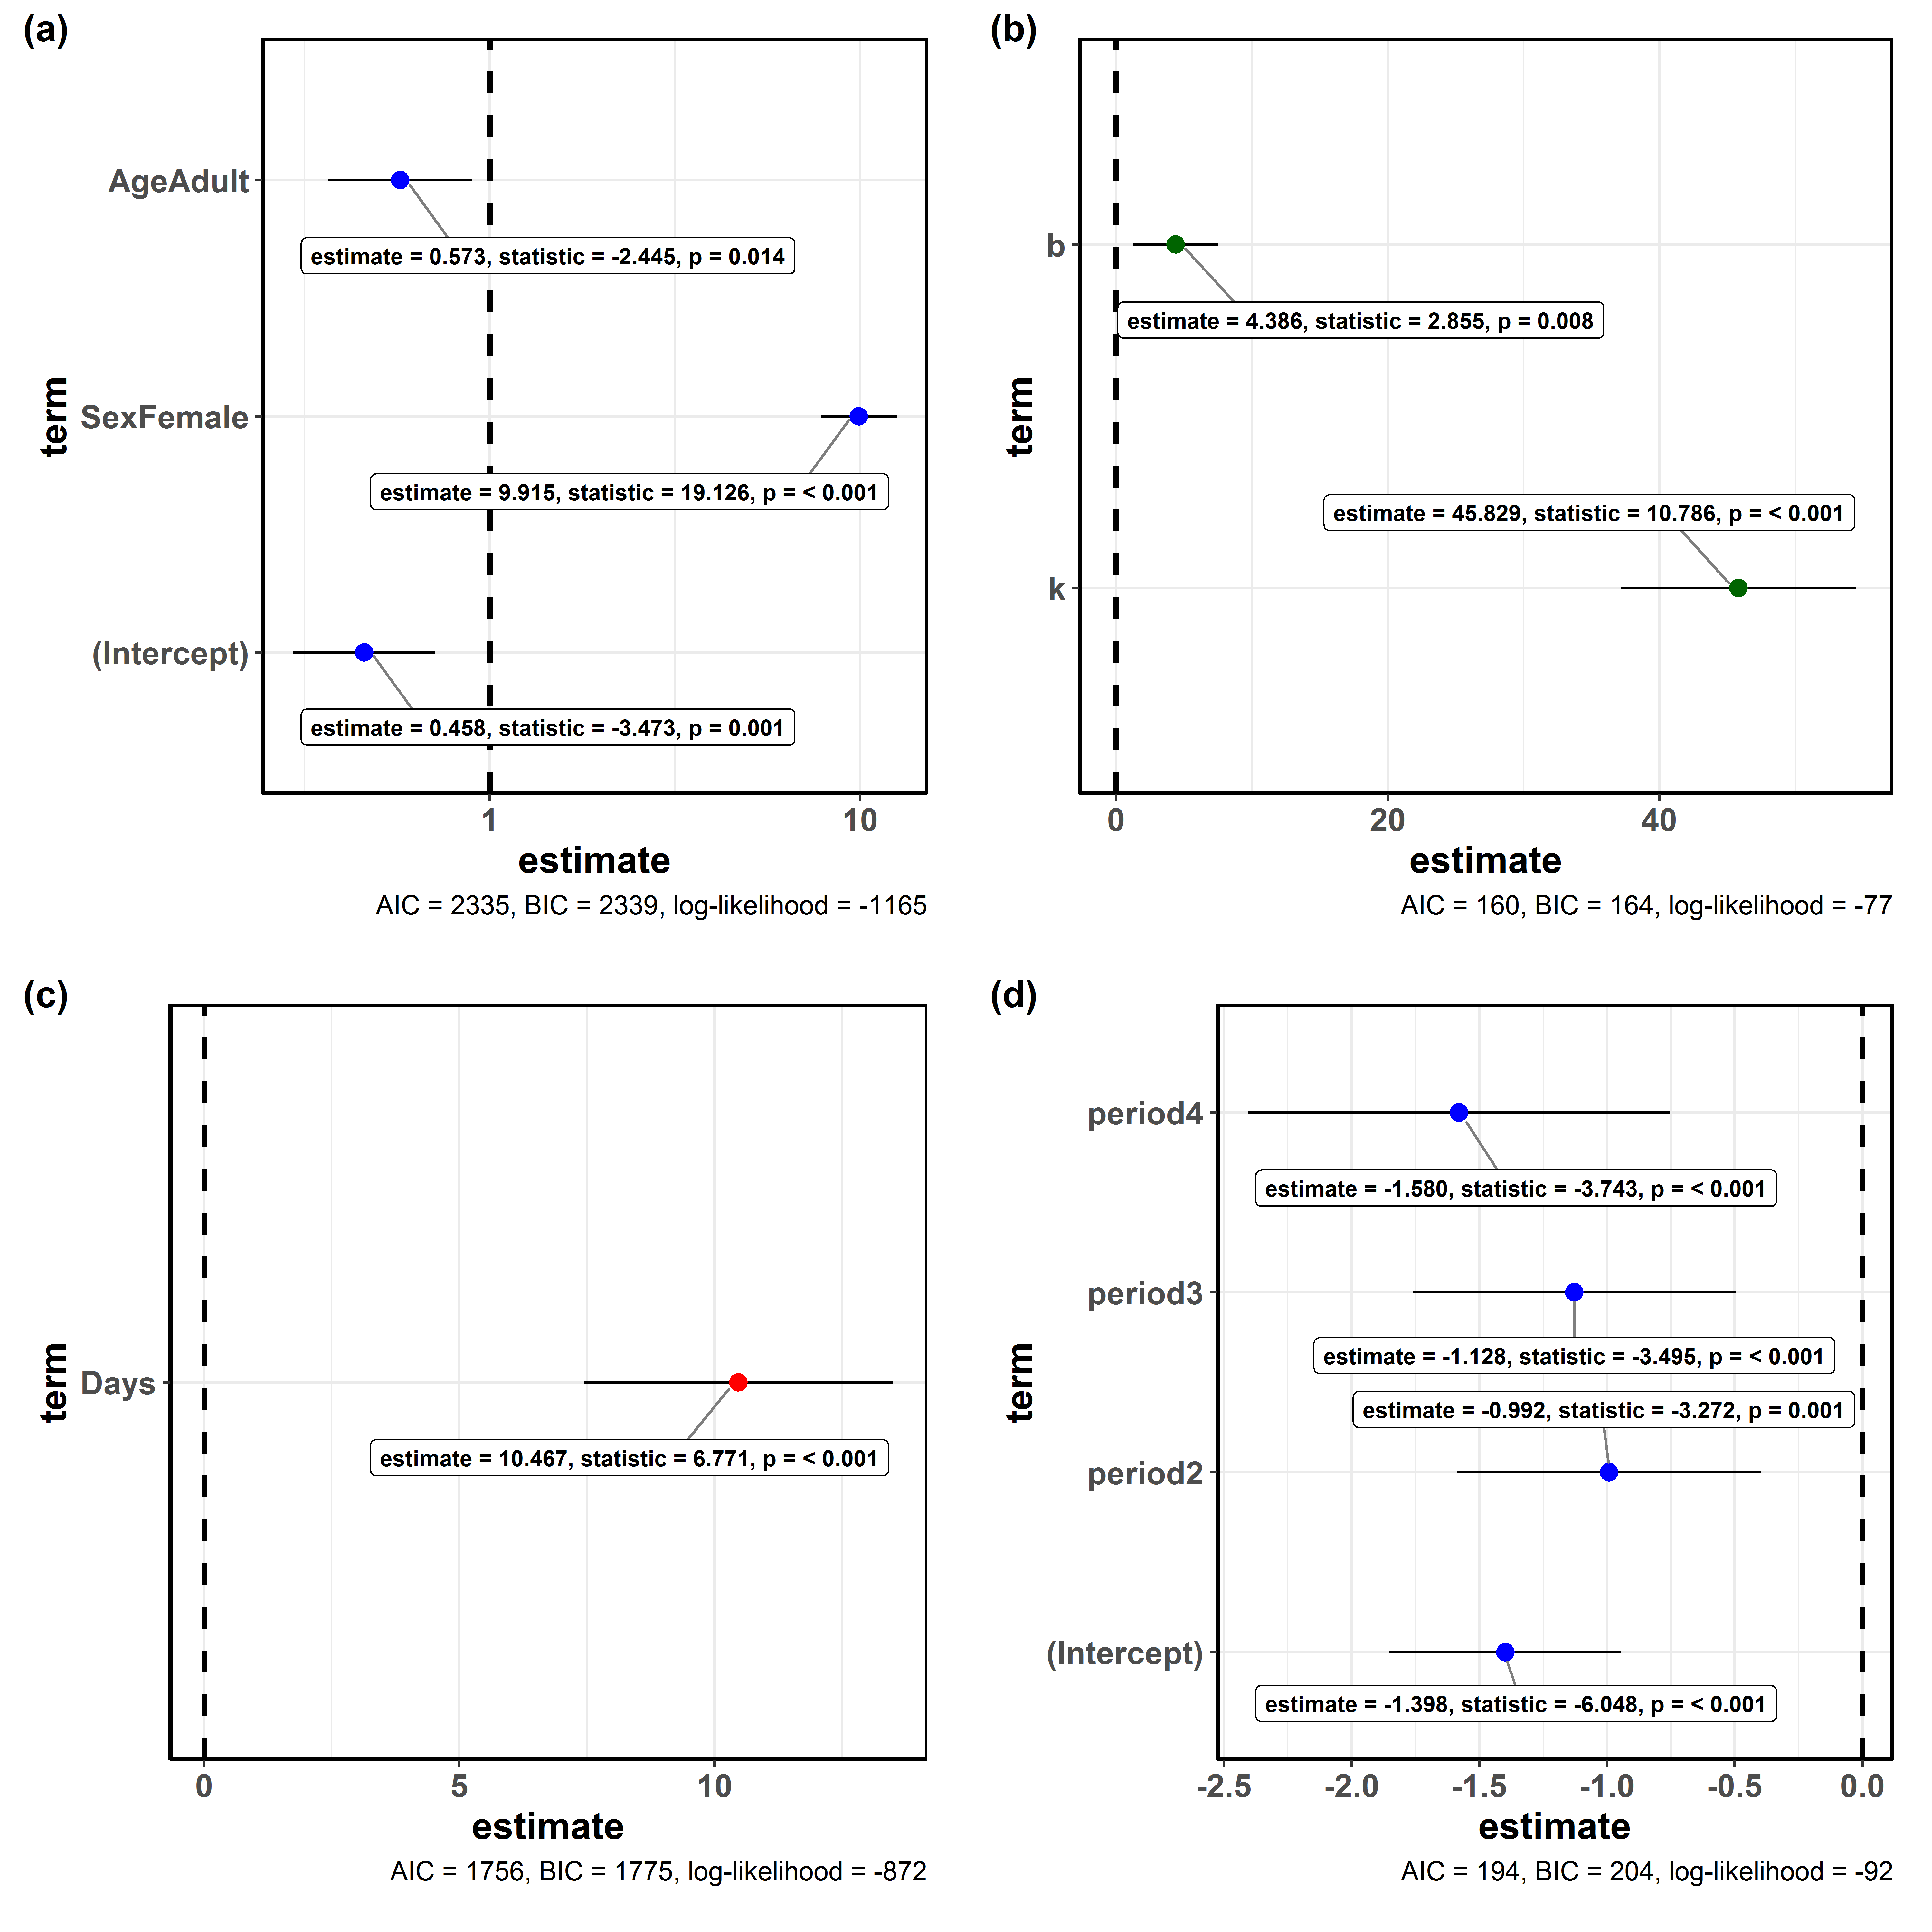 (a)
term
AgeAdult
estimate = 0.573, statistic = -2.445, p = 0.014
SexFemale
estimate = 9.915, statistic = 19.126, p = < 0.001
(Intercept)
estimate = 0.458, statistic = -3.473, p = 0.001
1 10
estimate
AIC = 2335, BIC = 2339, log-likelihood = -1165
(b)
term
b
estimate = 4.386, statistic = 2.855, p = 0.008
estimate = 45.829, statistic = 10.786, p = < 0.001
k
0 20 40
estimate
AIC = 160, BIC = 164, log-likelihood = -77
(c)
term
Days
estimate = 10.467, statistic = 6.771, p = < 0.001
0 5 10
estimate
AIC = 1756, BIC = 1775, log-likelihood = -872
(d)
term
period4
estimate = -1.580, statistic = -3.743, p = < 0.001
period3
estimate = -1.128, statistic = -3.495, p = < 0.001
estimate = -0.992, statistic = -3.272, p = 0.001
period2
(Intercept)
estimate = -1.398, statistic = -6.048, p = < 0.001
-2.5 -2.0 -1.5 -1.0 -0.5 0.0
estimate
AIC = 194, BIC = 204, log-likelihood = -92